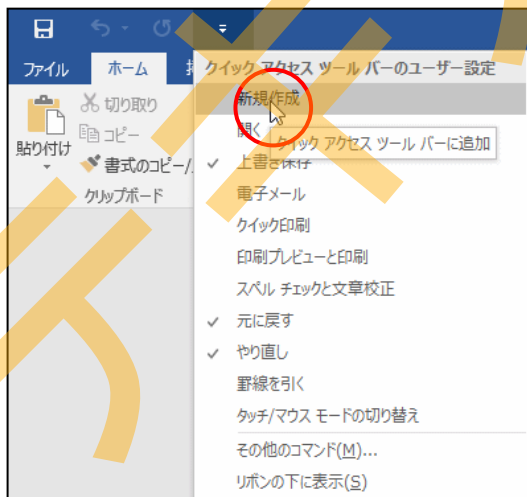 ファイル ホーム 挿
クイック アクセス ツール バーのユーザー設定
新規作成
開く
クイック アクセス ツール バーに追加
上書き保存
電子メール
クイック印刷
印刷プレビューと印刷
スペル チェックと文章校正
元に戻す
やり直し
罫線を引く
タッチ/マウス モードの切り替え
その他のコマンド(M)...
リボンの下に表示(S)
切り取り
コピー
書式のコピー/
貼り付け
クリップボード